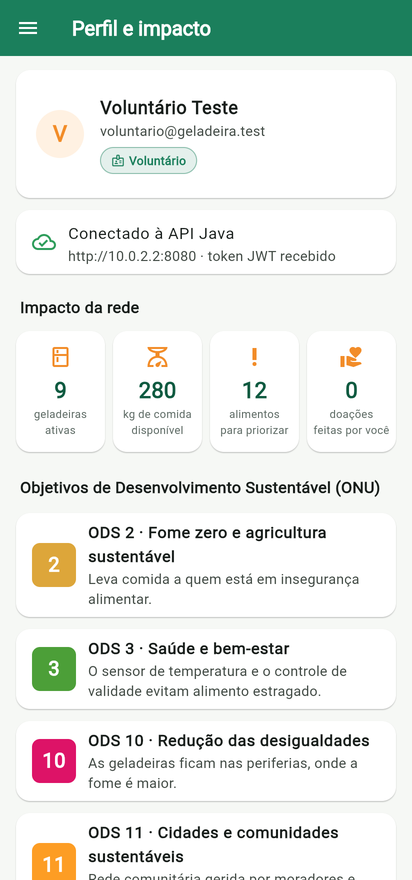 Perfil e impacto
V
Voluntário Teste
voluntario@geladeira.test
Voluntário
Conectado à API Java
http://10.0.2.2:8080 · token JWT recebido
Impacto da rede
9
geladeiras
ativas
280
kg de comida
disponível
12
alimentos
para priorizar
0
doações
feitas por você
Objetivos de Desenvolvimento Sustentável (ONU)
2
ODS 2 · Fome zero e agricultura
sustentável
Leva comida a quem está em insegurança
alimentar.
3
ODS 3 · Saúde e bem-estar
O sensor de temperatura e o controle de
validade evitam alimento estragado.
10
ODS 10 · Redução das desigualdades
As geladeiras ficam nas periferias, onde a
fome é maior.
11
ODS 11 · Cidades e comunidades
sustentáveis
Rede comunitária gerida por moradores e